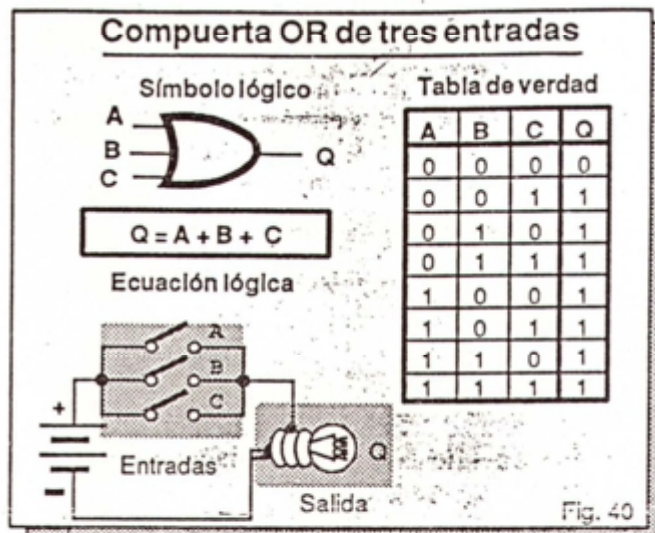 Compuerta OR de tres entradas
Símbolo lógico
A
B
C
Q
Q = A + B + C
Ecuación lógica
Tabla de verdad
A B C Q
0 0 0 0
0 0 1 1
0 1 0 1
0 1 1 1
1 0 0 1
1 0 1 1
1 1 0 1
1 1 1 1
A
B
C
+
-
Entradas
Q
Salida
Fig. 40